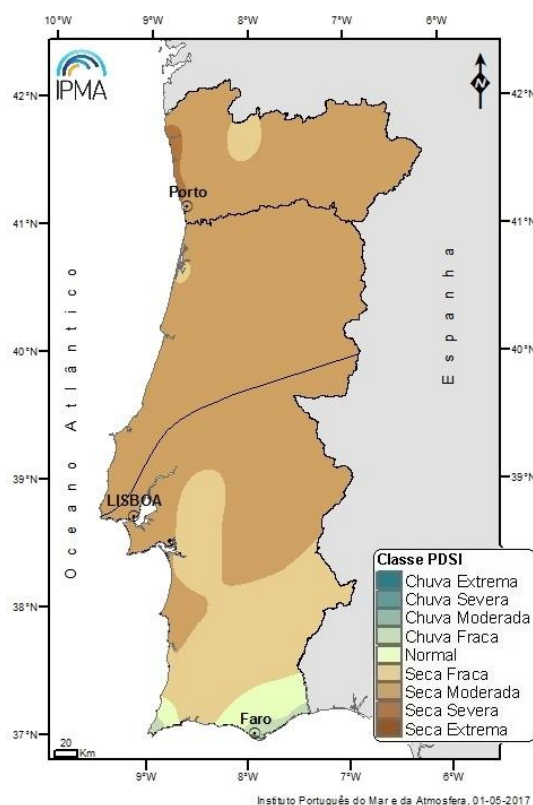 10°W 9°W 8°W 7°W 6°W
IPMA
N
42°N 42°N
Porto
41°N 41°N
Oceano Atlântico
Espanha
40°N 40°N
39°N 39°N
LISBOA
Classe PDSI
Chuva Extrema
Chuva Severa
Chuva Moderada
Chuva Fraca
Normal
Seca Fraca
Seca Moderada
Seca Severa
Seca Extrema
38°N
Faro
37°N
20
Km
9°W 8°W 7°W 6°W
Instituto Português do Mar e da Atmosfera, 01-05-2017